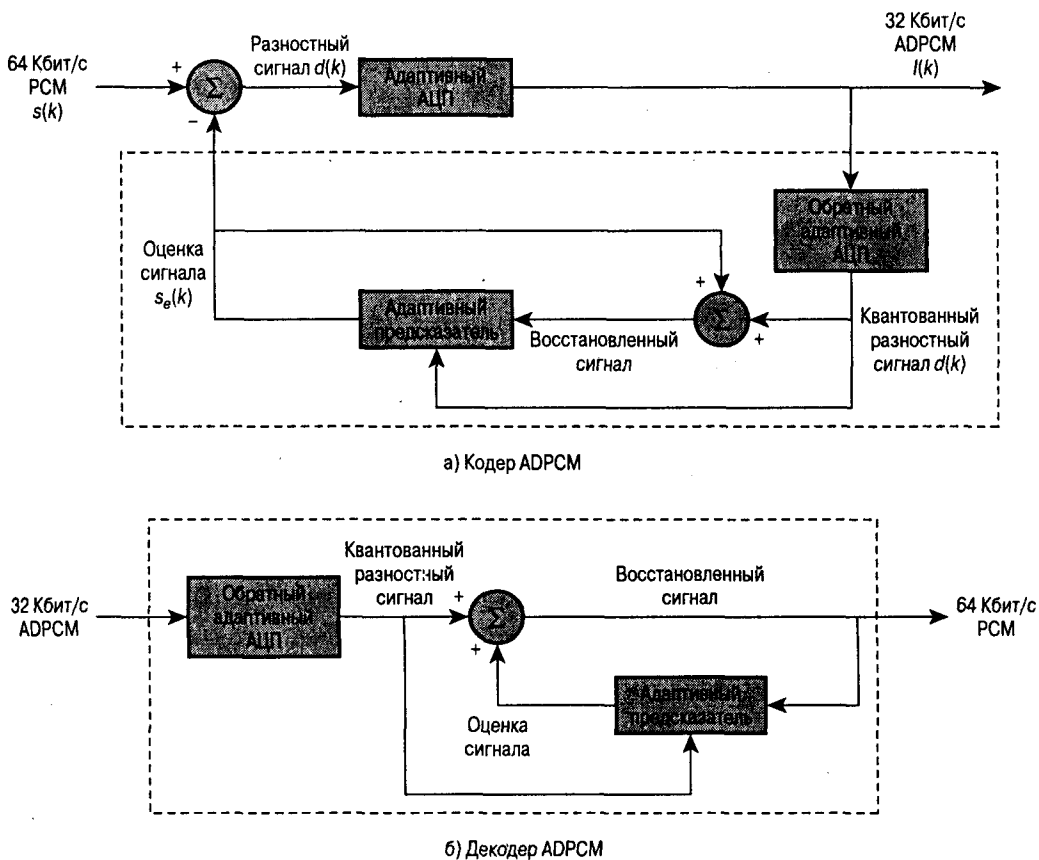 64 Кбит/с
PCM
s(k)
+
Σ
−
Разностный
сигнал d(k)
Адаптивный
АЦП
32 Кбит/с
ADPCM
I(k)
Обратный
адаптивный
АЦП
Оценка
сигнала
se(k)
Адаптивный
предсказатель
Восстановленный
сигнал
+
Σ
+
Квантованный
разностный
сигнал d(k)
а) Кодер ADPCM
32 Кбит/с
ADPCM
Обратный
адаптивный
АЦП
Квантованный
разностный
сигнал
+
Σ
+
Восстановленный
сигнал
64 Кбит/с
PCM
Оценка
сигнала
Адаптивный
предсказатель
б) Декодер ADPCM